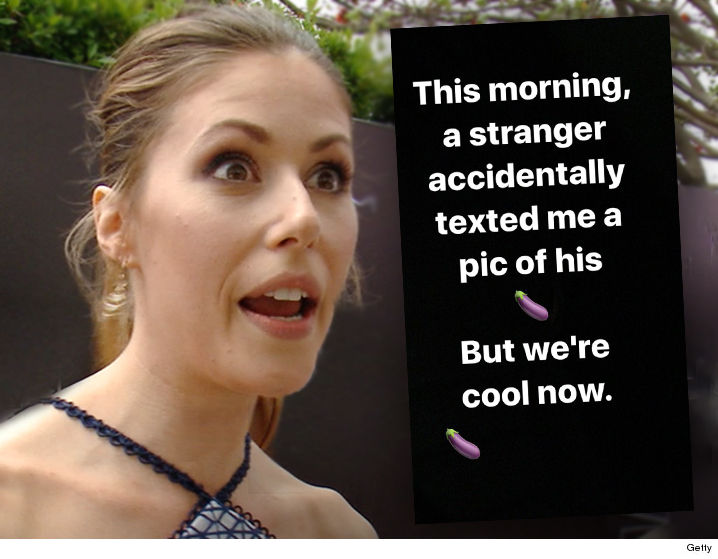 This morning,
a stranger
accidentally
texted me a
pic of his
🍆
But we're
cool now.
🍆
Getty